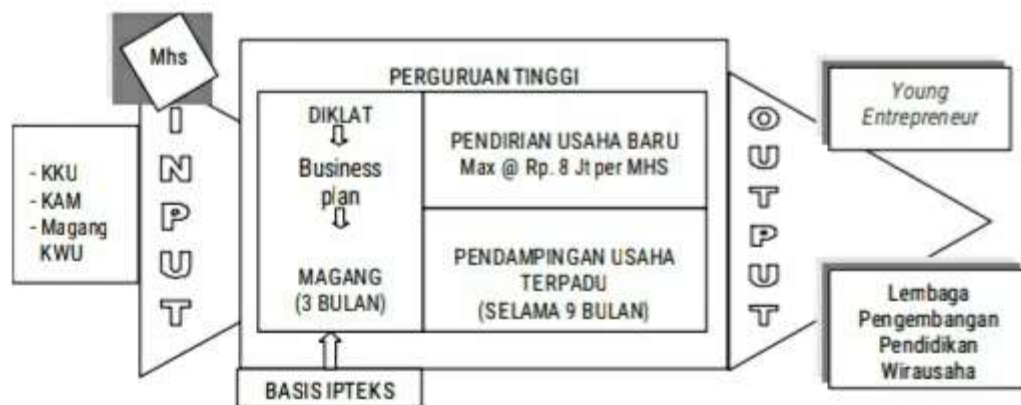 Mhs
- KKU
- KAM
- Magang
KWU
INPUT
PERGURUAN TINGGI
DIKLAT
Business
plan
MAGANG
(3 BULAN)
PENDIRIAN USAHA BARU
Max @ Rp. 8 Jt per MHS
PENDAMPINGAN USAHA
TERPADU
(SELAMA 9 BULAN)
BASIS IPTEKS
OUTPUT
Young
Entrepreneur
Lembaga
Pengembangan
Pendidikan
Wirausaha